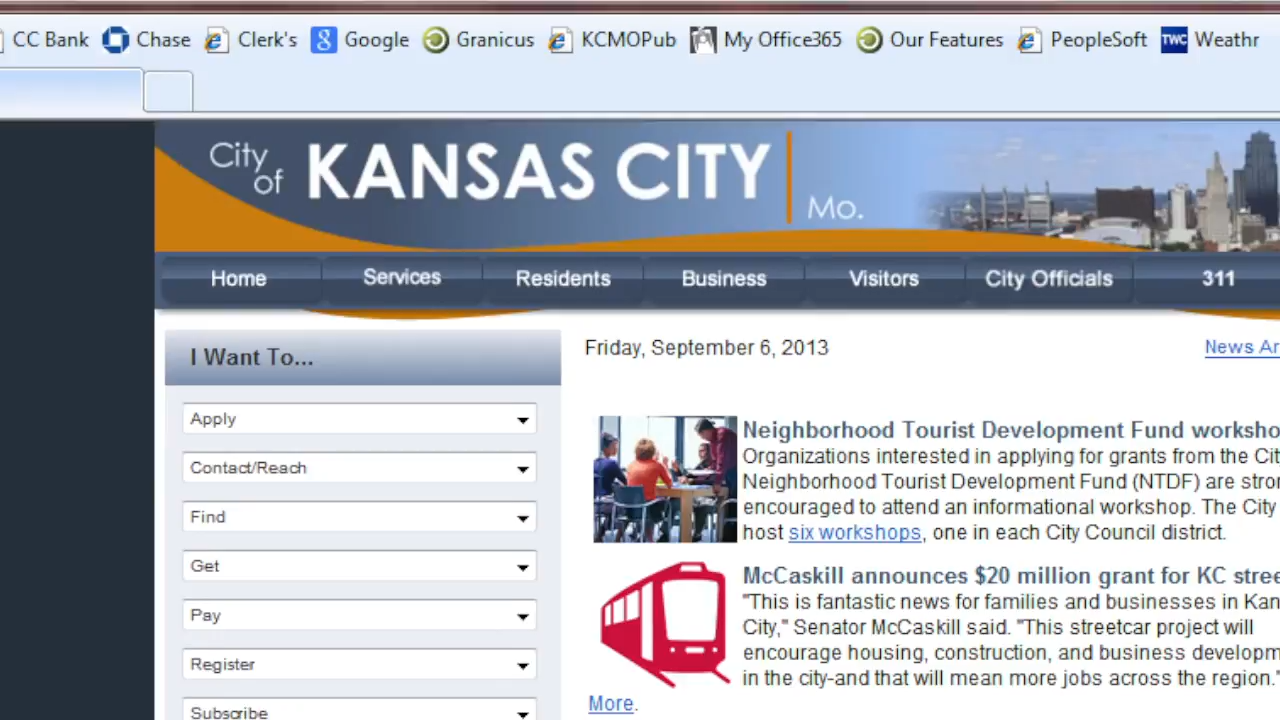 CC Bank Chase Clerk's Google Granicus KCMOPub My Office365 Our Features PeopleSoft TWC Weathr
City of KANSAS CITY Mo.
Home Services Residents Business Visitors City Officials 311
I Want To...
Apply
Contact/Reach
Find
Get
Pay
Register
Subscribe
Friday, September 6, 2013
News Ar
Neighborhood Tourist Development Fund worksho
Organizations interested in applying for grants from the Cit
Neighborhood Tourist Development Fund (NTDF) are stron
encouraged to attend an informational workshop. The City
host six workshops, one in each City Council district.
McCaskill announces $20 million grant for KC stree
"This is fantastic news for families and businesses in Kan
City," Senator McCaskill said. "This streetcar project will
encourage housing, construction, and business developm
in the city-and that will mean more jobs across the region."
More.